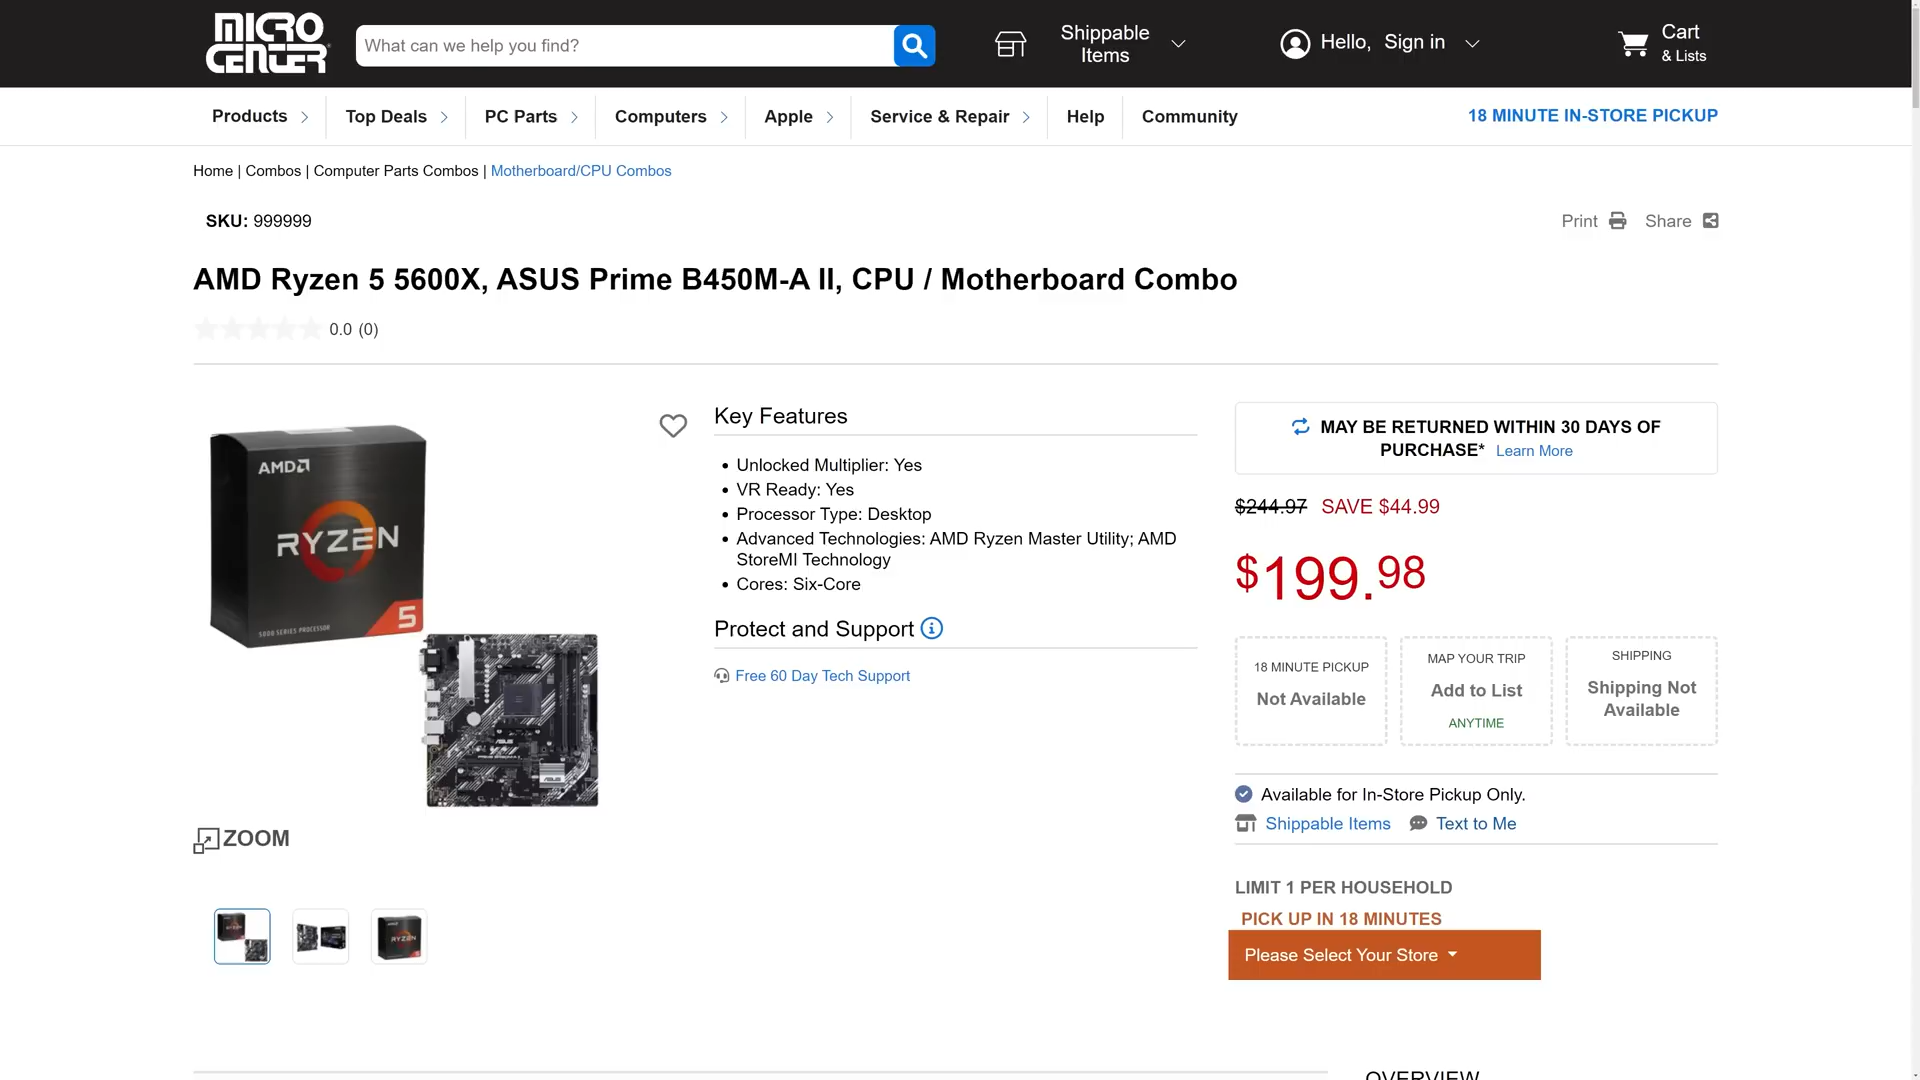 MICRO
CENTER
What can we help you find?
Shippable
Items
Hello, Sign in
Cart
& Lists
Products
Top Deals
PC Parts
Computers
Apple
Service & Repair
Help
Community
18 MINUTE IN-STORE PICKUP
Home | Combos | Computer Parts Combos | Motherboard/CPU Combos
SKU: 999999
Print
Share
AMD Ryzen 5 5600X, ASUS Prime B450M-A II, CPU / Motherboard Combo
0.0 (0)
AMD
RYZEN
5000 SERIES PROCESSOR
5
ZOOM
Key Features
• Unlocked Multiplier: Yes
• VR Ready: Yes
• Processor Type: Desktop
• Advanced Technologies: AMD Ryzen Master Utility; AMD
StoreMI Technology
• Cores: Six-Core
Protect and Support
Free 60 Day Tech Support
MAY BE RETURNED WITHIN 30 DAYS OF
PURCHASE* Learn More
$244.97 SAVE $44.99
$199.98
18 MINUTE PICKUP
Not Available
MAP YOUR TRIP
Add to List
ANYTIME
SHIPPING
Shipping Not
Available
Available for In-Store Pickup Only.
Shippable Items
Text to Me
LIMIT 1 PER HOUSEHOLD
PICK UP IN 18 MINUTES
Please Select Your Store
OVERVIEW